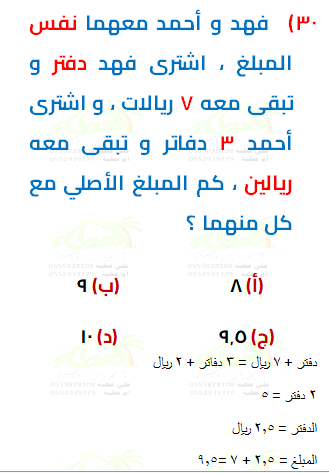 ٣٠) فهد و أحمد معهما نفس
المبلغ ، اشترى فهد دفتر و
تبقى معه ٧ ريالات ، و اشترى
أحمد ٣ دفاتر و تبقى معه
ريالين ، كم المبلغ الأصلي مع
كل منهما ؟
(أ) ٨ (ب) ٩
(ج) ٩,٥ (د) ١٠
دفتر + ٧ ريال = ٣ دفاتر + ٢ ريال
٢ دفتر = ٥
الدفتر = ٢,٥ ريال
المبلغ = ٢,٥ + ٧ = ٩,٥